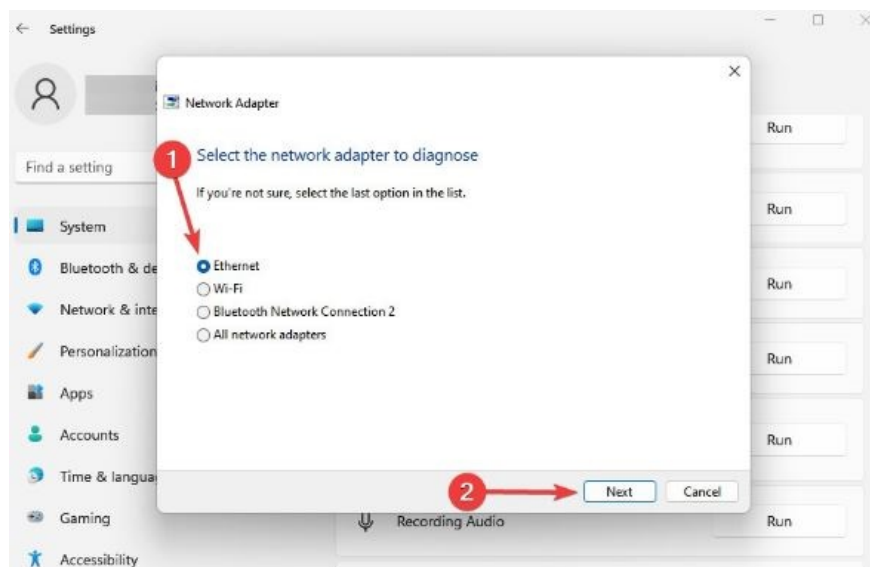 Settings
Find a setting
System
Bluetooth & de
Network & inte
Personalization
Apps
Accounts
Time & langua
Gaming
Accessibility
Network Adapter
Select the network adapter to diagnose
If you're not sure, select the last option in the list.
1
Ethernet
Wi-Fi
Bluetooth Network Connection 2
All network adapters
2
Next
Cancel
Run
Run
Run
Run
Run
Recording Audio
Run